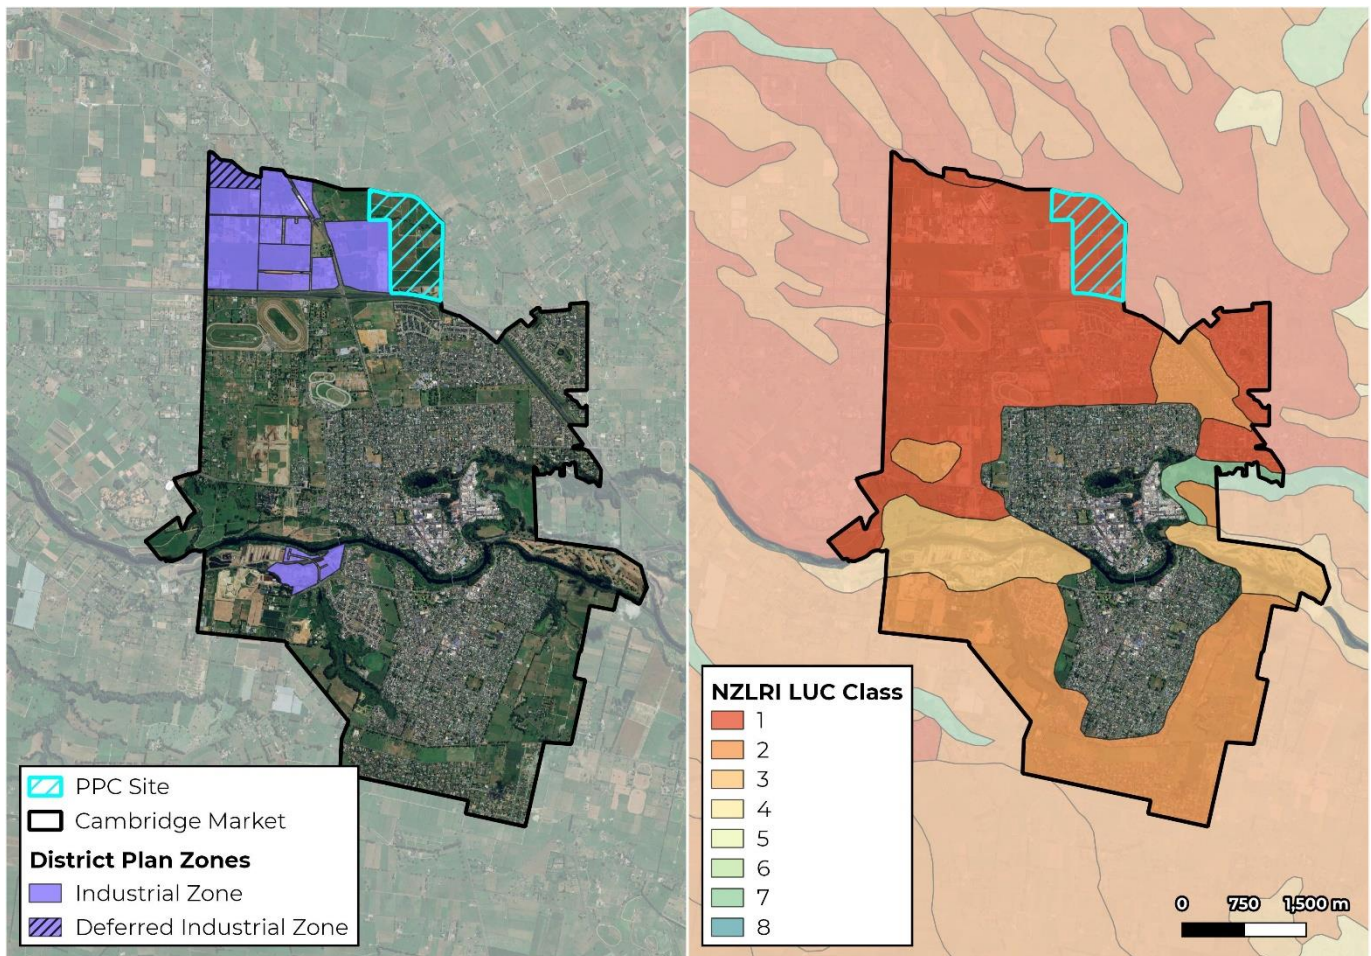 PPC Site
Cambridge Market
District Plan Zones
Industrial Zone
Deferred Industrial Zone
NZLRI LUC Class
1
2
3
4
5
6
7
8
0 750 1,500 m